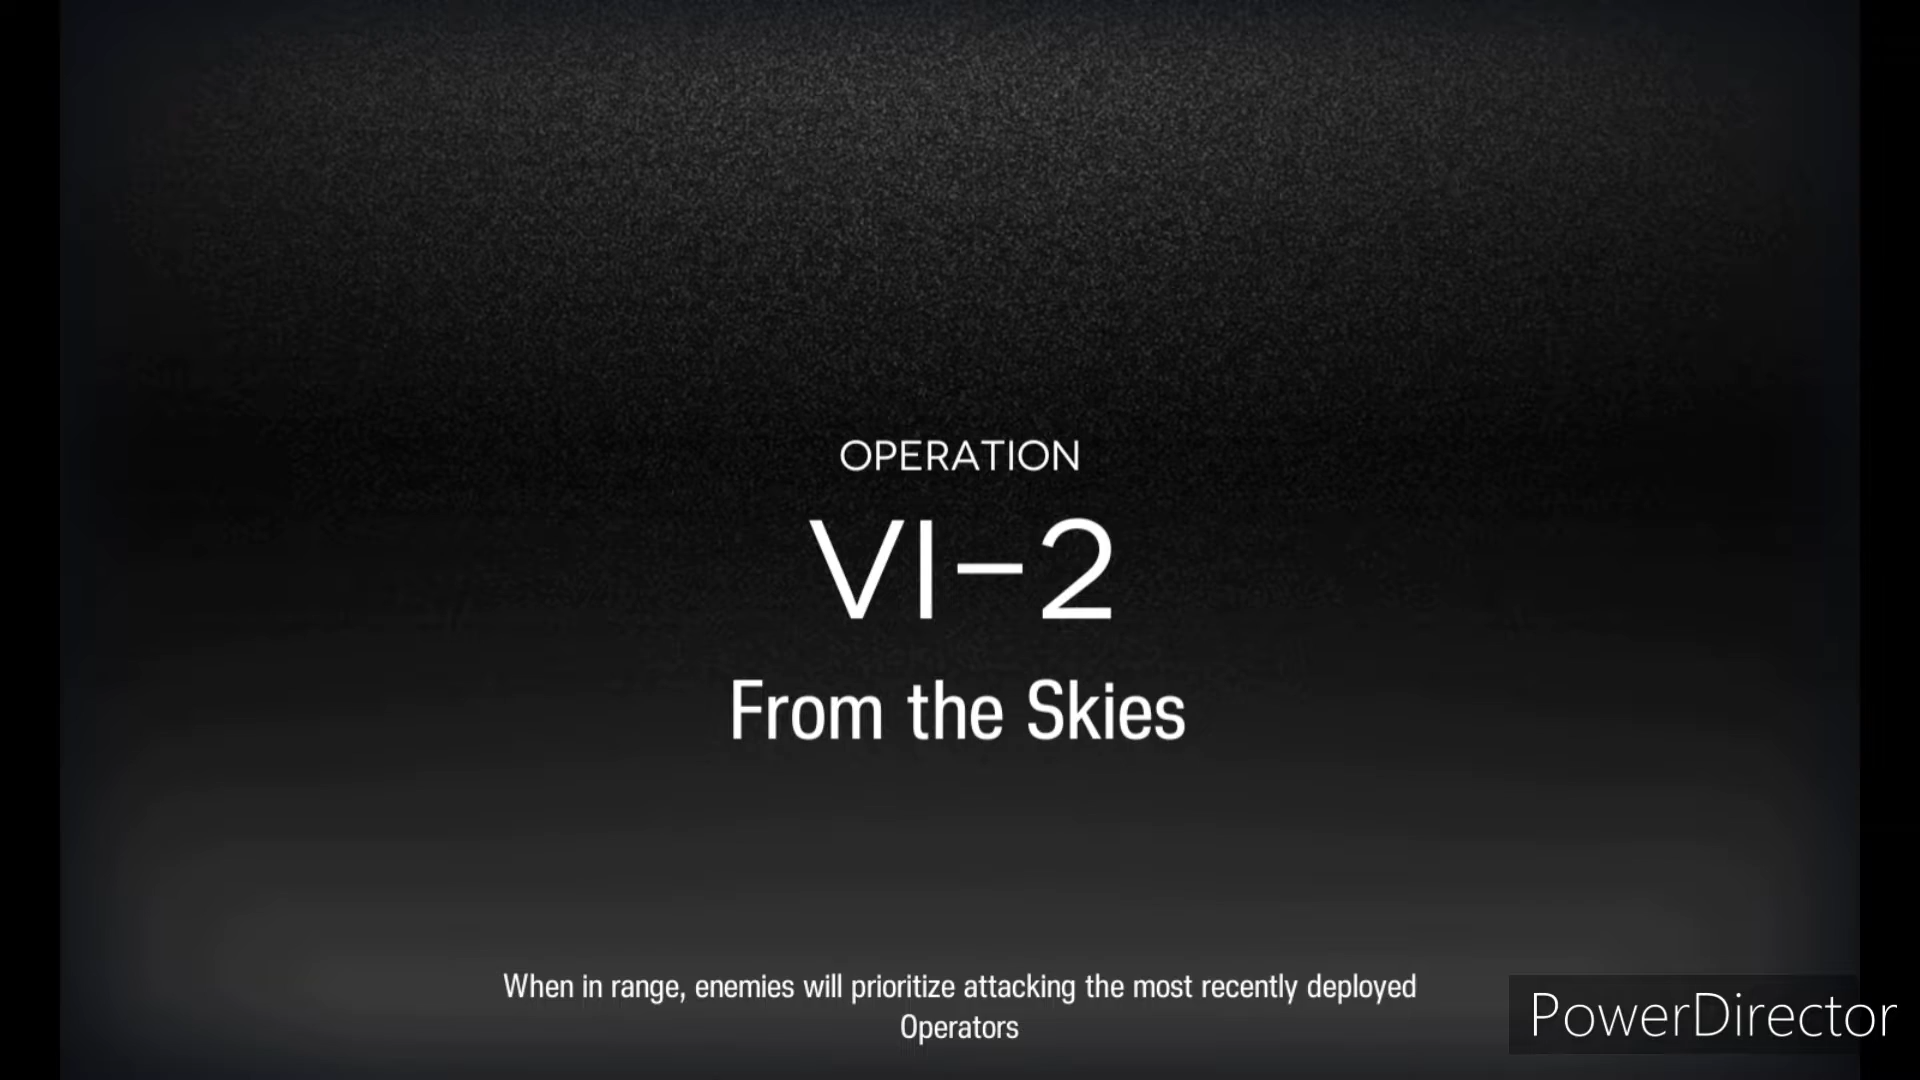 OPERATION
VI-2
From the Skies
When in range, enemies will prioritize attacking the most recently deployed
Operators
PowerDirector